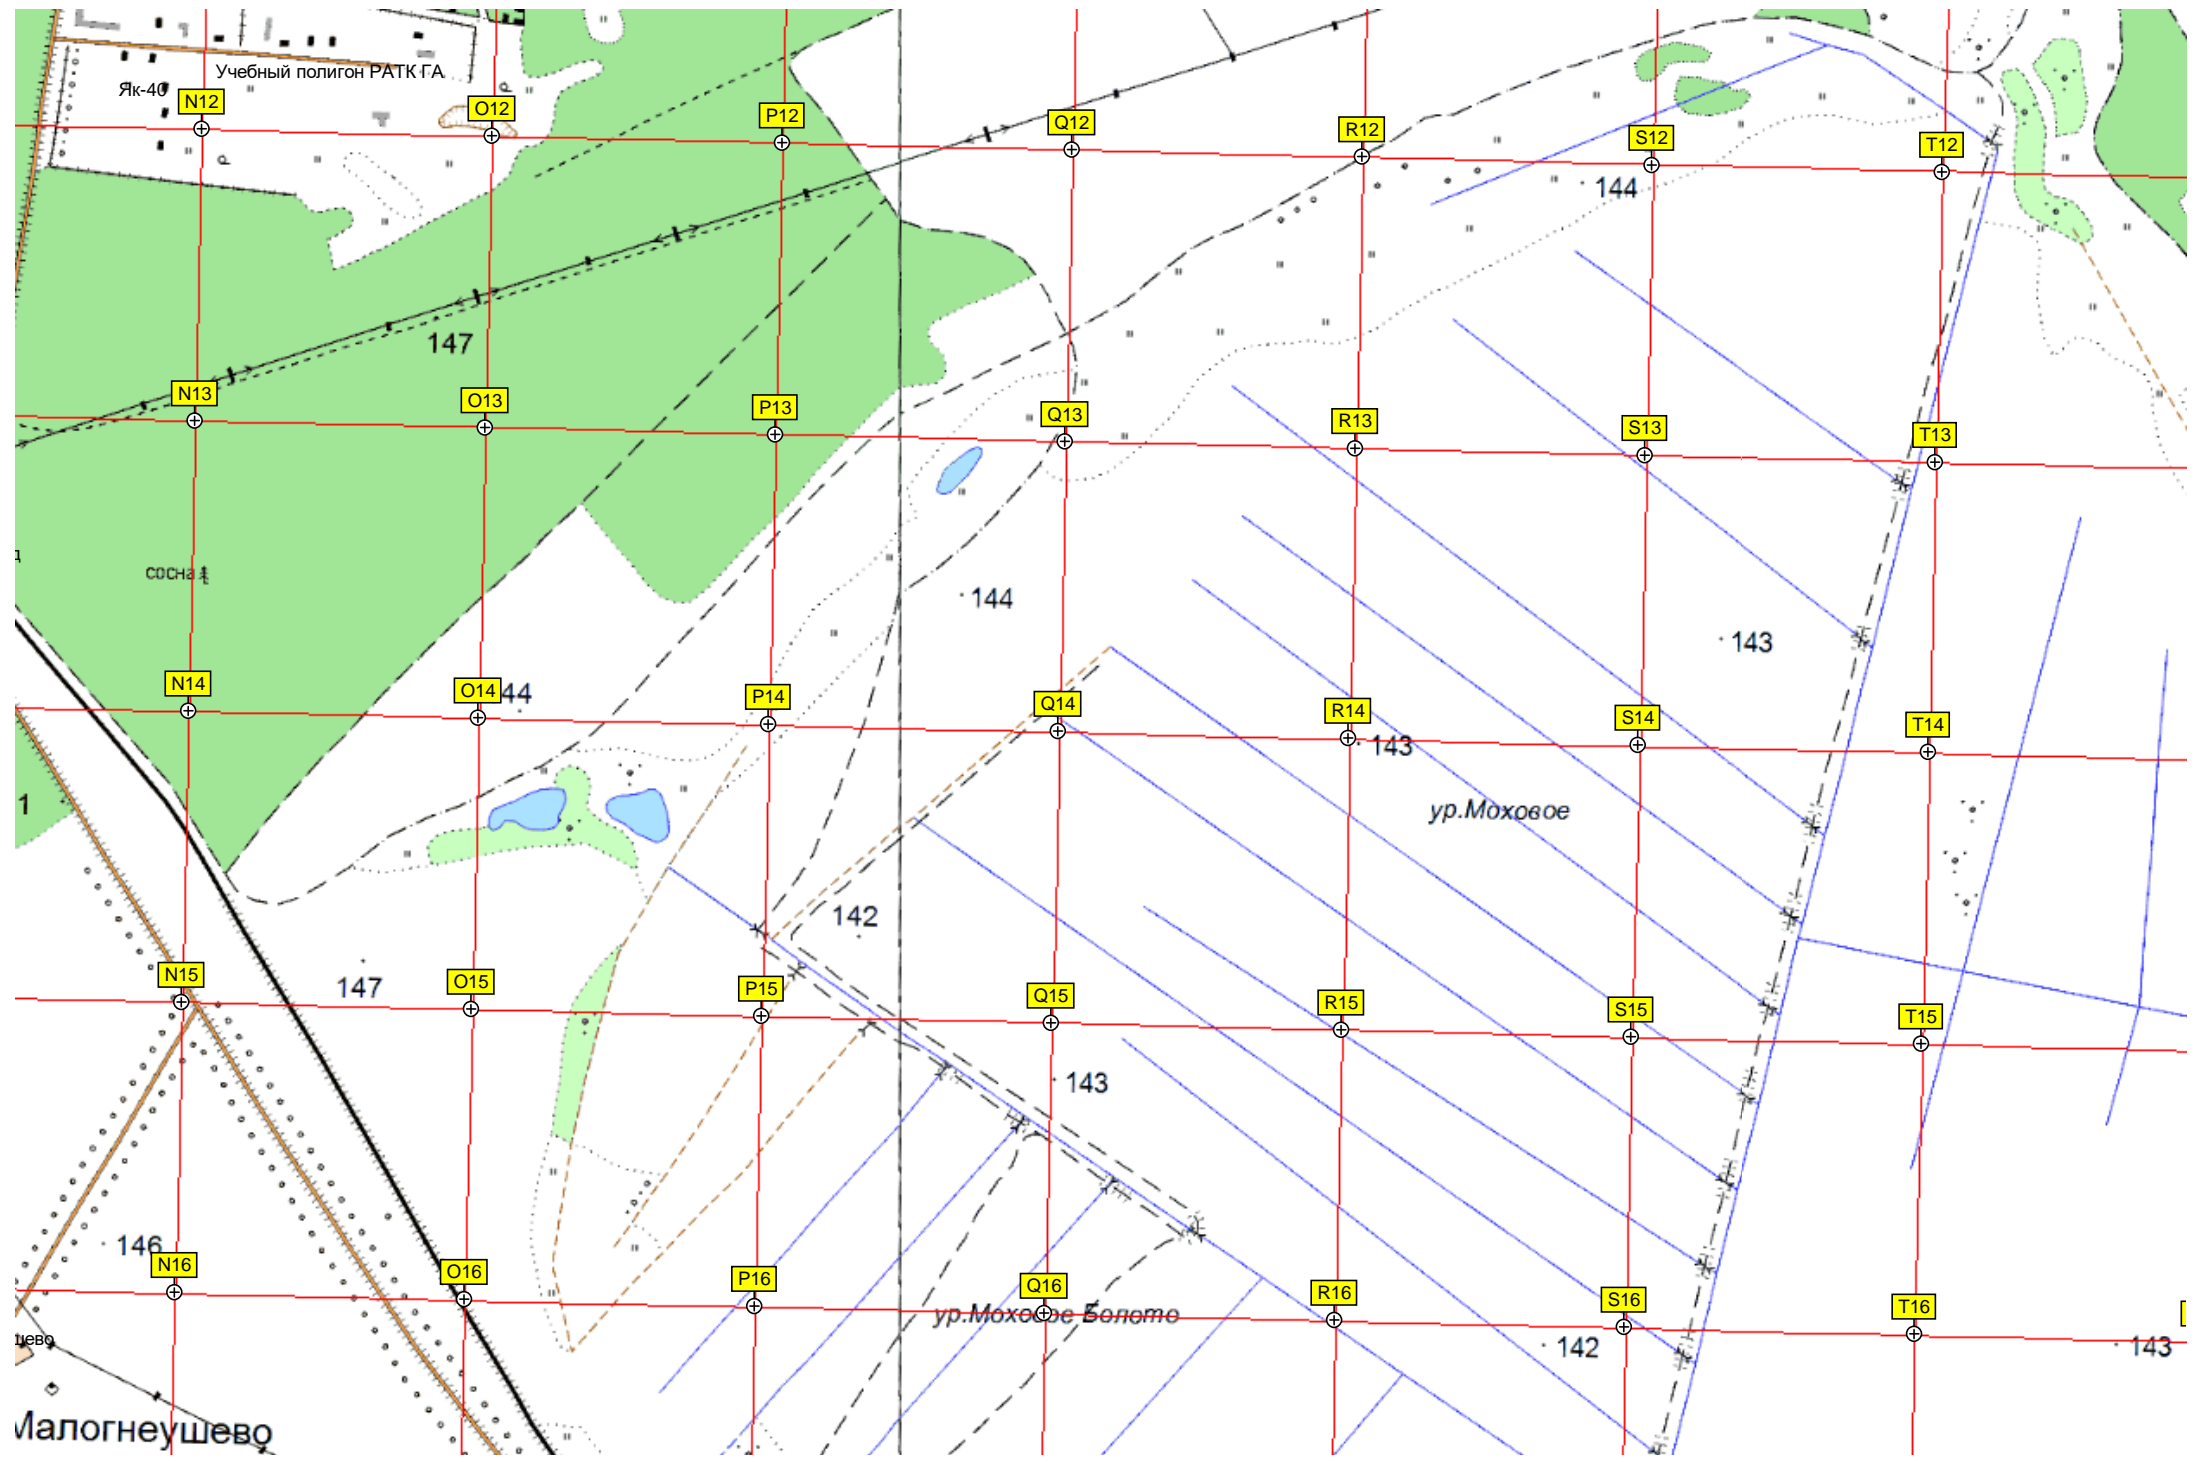 Учебный полигон РАТК ГА
Як-40
N12
O12
P12
Q12
R12
S12
T12
144
147
N13
O13
P13
Q13
R13
S13
T13
сосна
144
143
N14
O14
44
P14
Q14
R14
143
S14
T14
1
ур.Моховое
142
N15
147
O15
P15
Q15
R15
S15
T15
143
146
N16
O16
P16
Q16
R16
S16
T16
ур.Моховое Болото
142
143
Малогнеушево